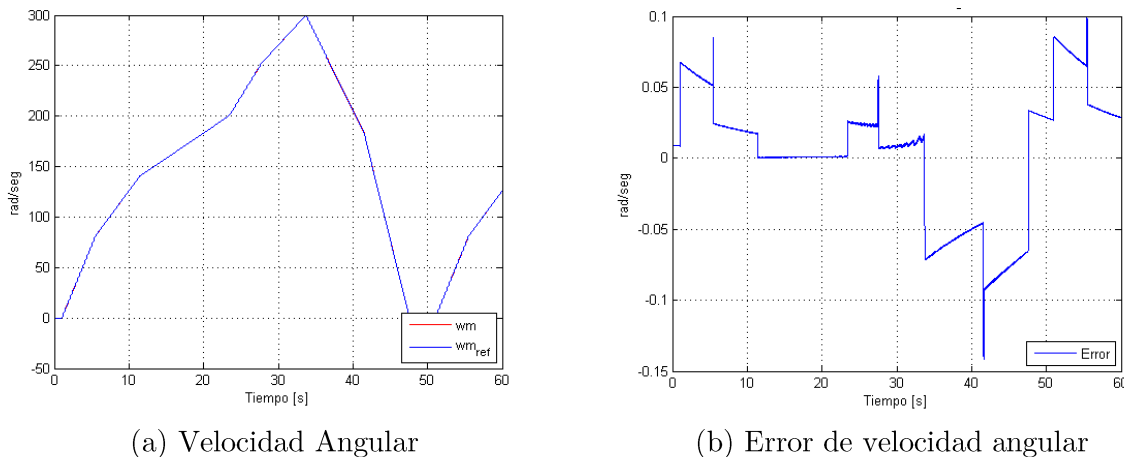 300
250
200
150
100
50
0
-50
rad/seg
0 10 20 30 40 50 60
Tiempo [s]
wm
wm_ref
(a) Velocidad Angular
0.1
0.05
0
-0.05
-0.1
-0.15
rad/seg
0 10 20 30 40 50 60
Tiempo [s]
Error
(b) Error de velocidad angular